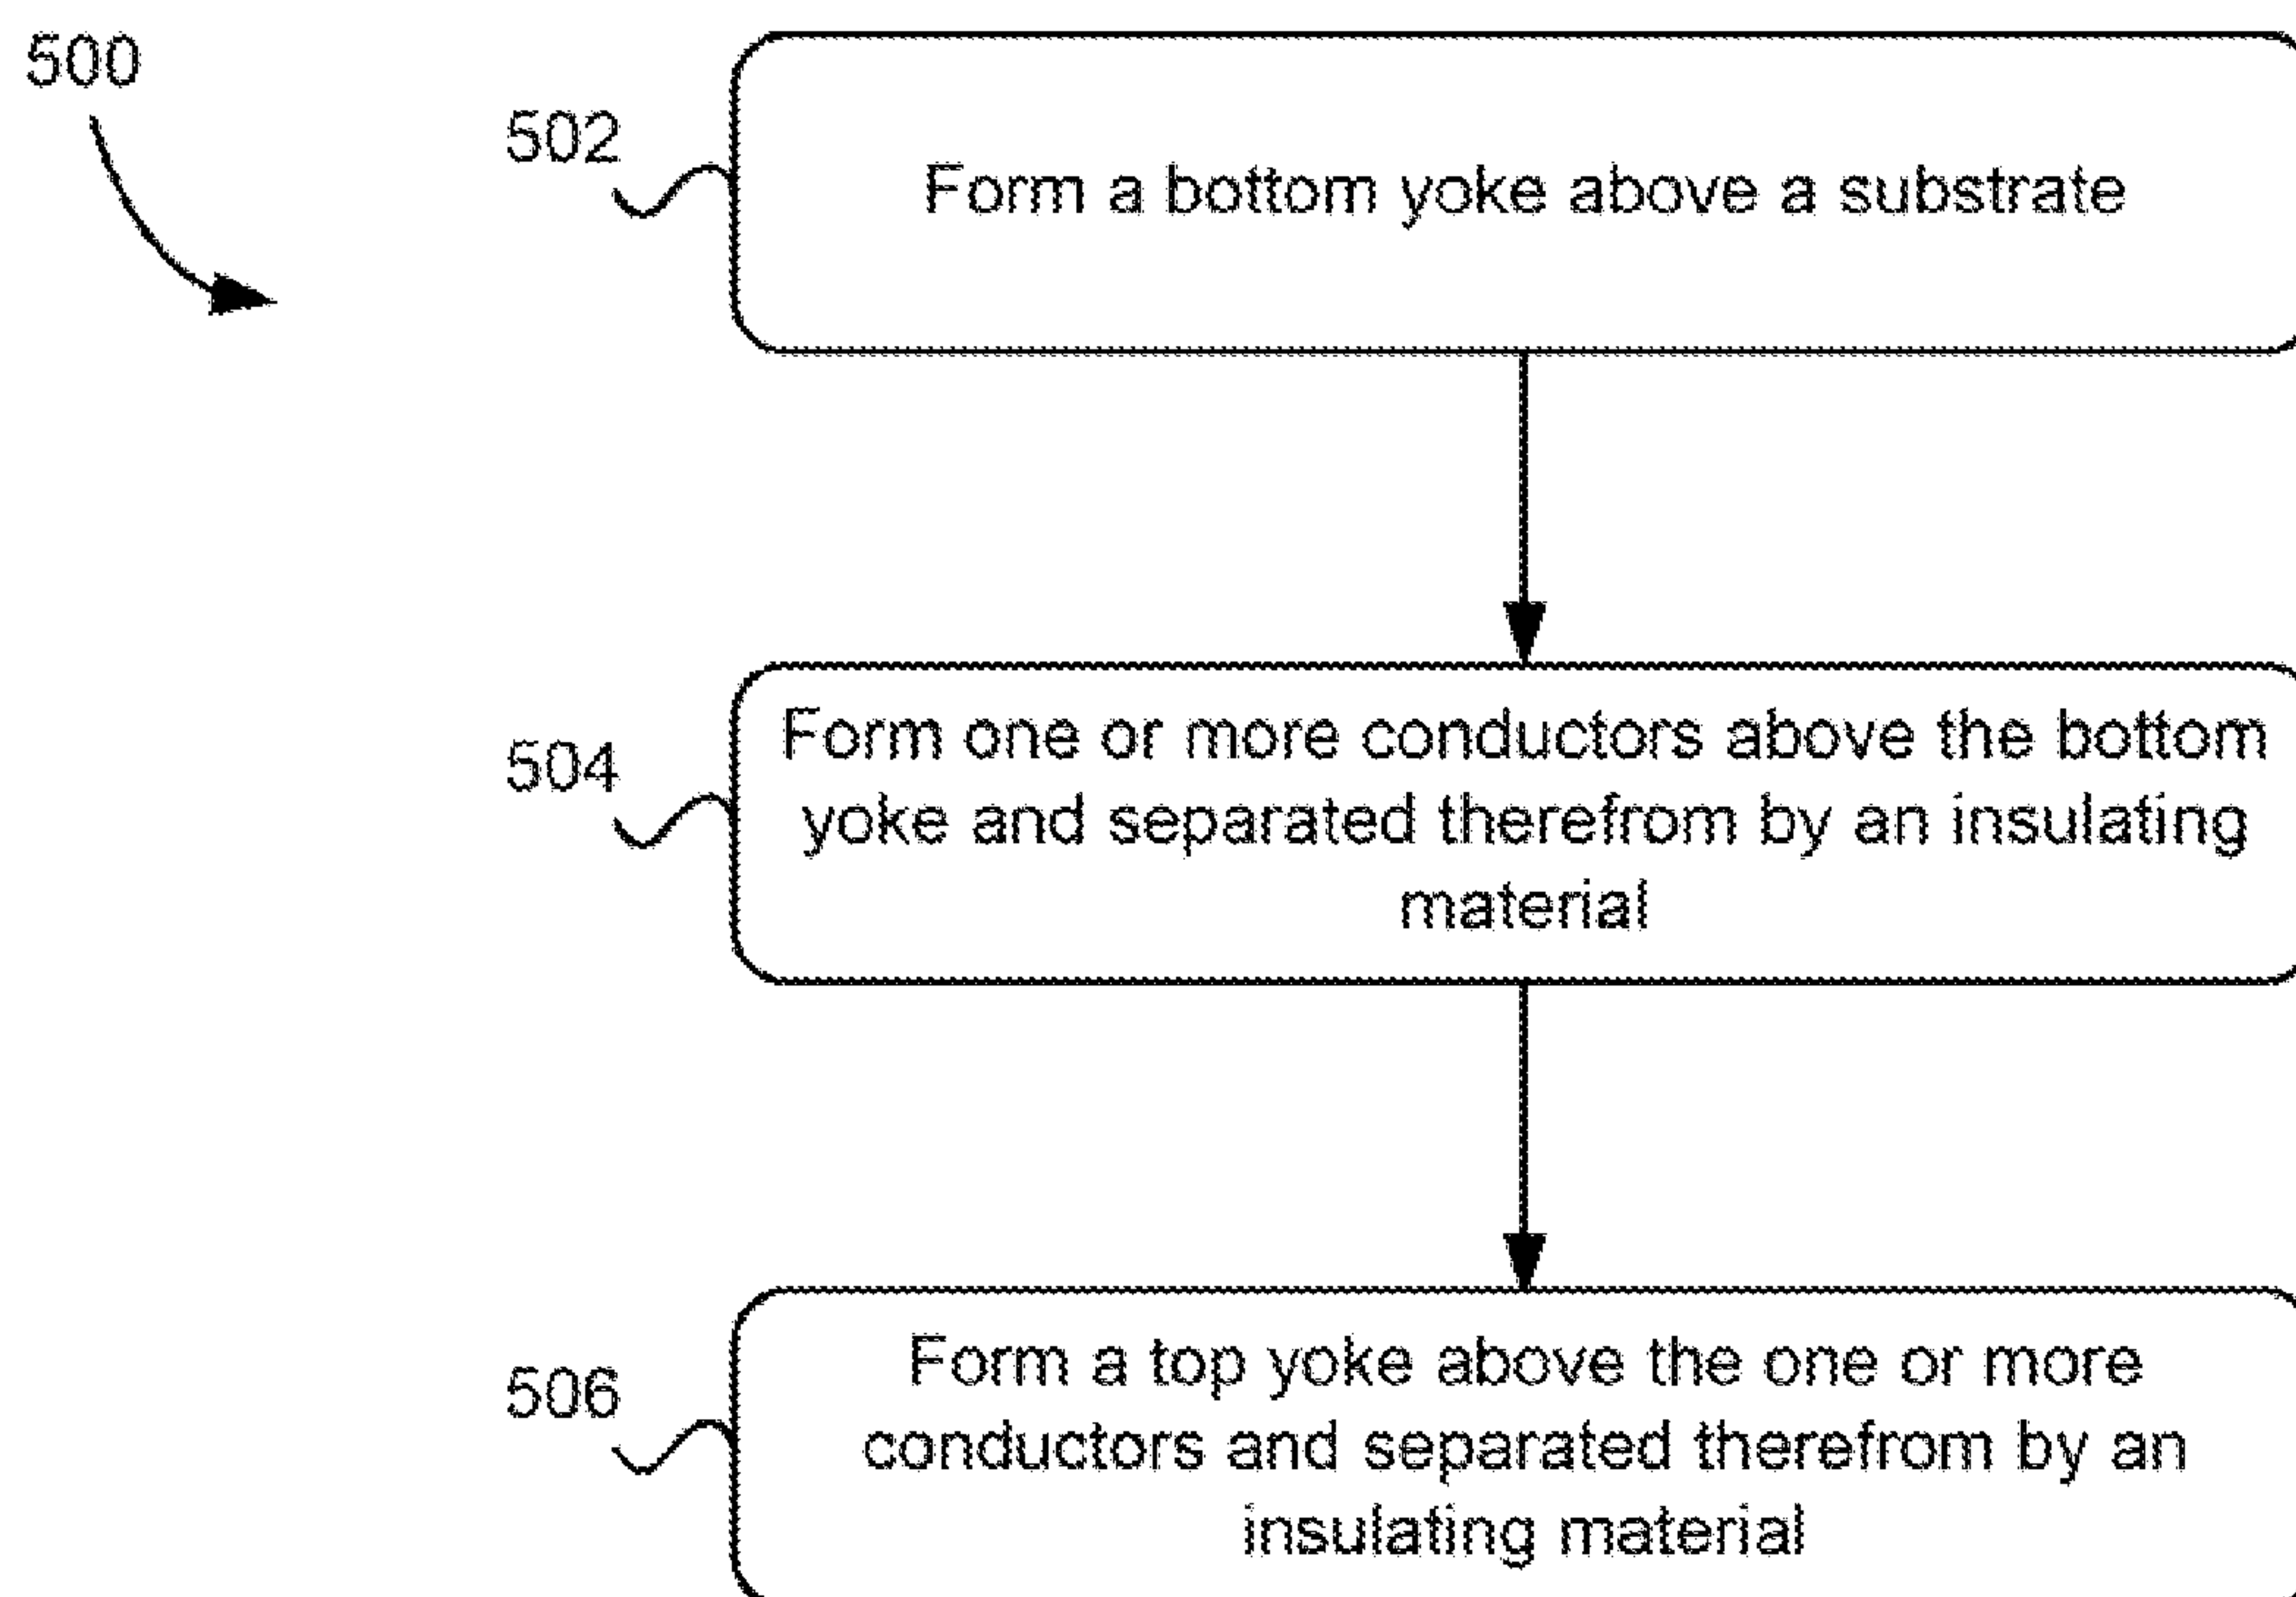 500
502
Form a bottom yoke above a substrate
504
Form one or more conductors above the bottom
yoke and separated therefrom by an insulating
material
506
Form a top yoke above the one or more
conductors and separated therefrom by an
insulating material